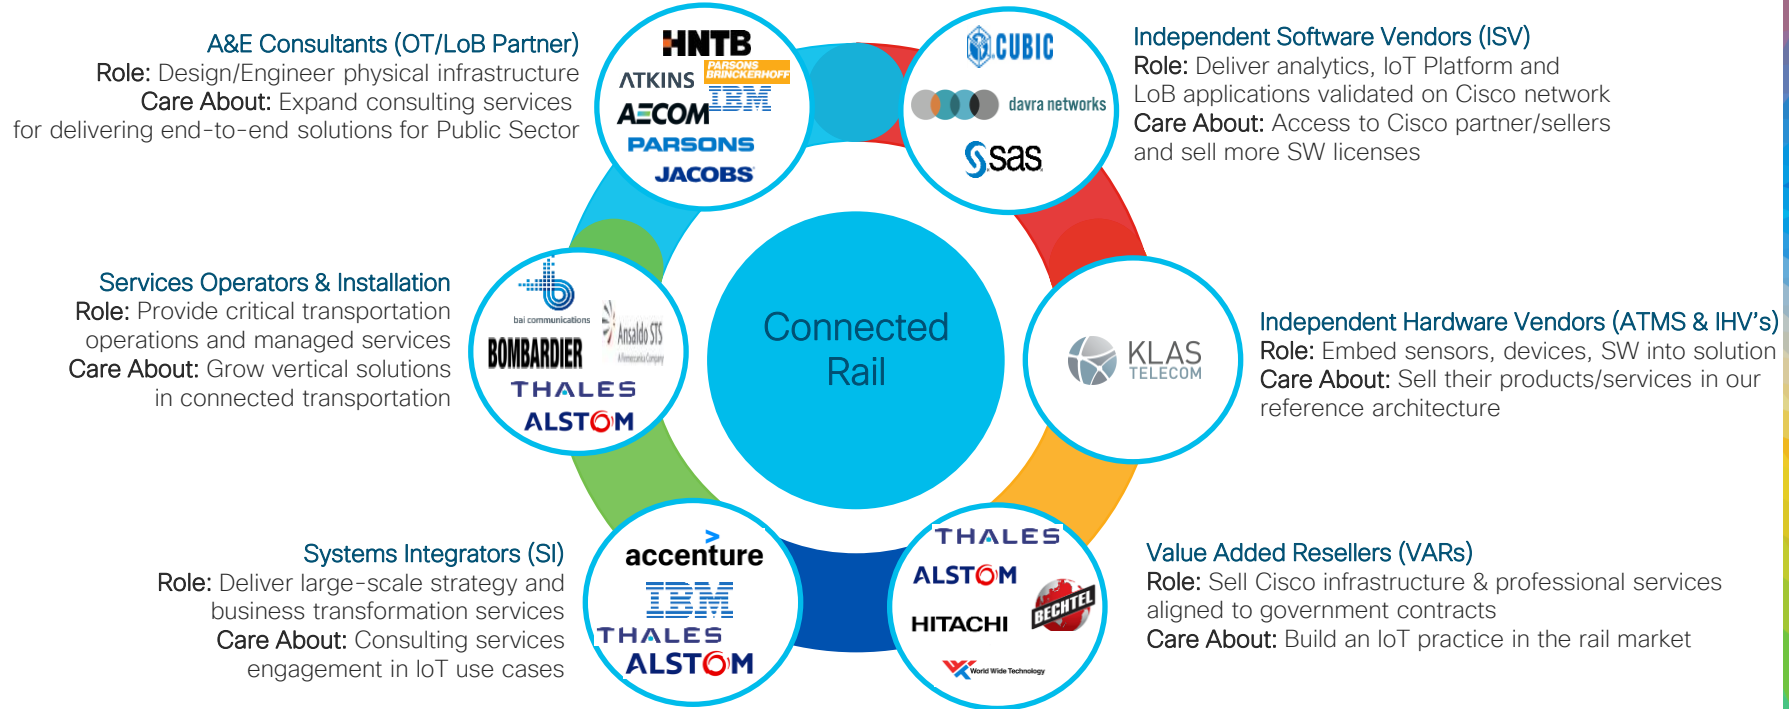 A&E Consultants (OT/LoB Partner)
Role: Design/Engineer physical infrastructure
Care About: Expand consulting services
for delivering end-to-end solutions for Public Sector
HNTB
ATKINS
PARSONS
BRINCKERHOFF
AECOM
IBM
PARSONS
JACOBS
CUBIC
davra networks
sas
Independent Software Vendors (ISV)
Role: Deliver analytics, IoT Platform and
LoB applications validated on Cisco network
Care About: Access to Cisco partner/sellers
and sell more SW licenses
Services Operators & Installation
Role: Provide critical transportation
operations and managed services
Care About: Grow vertical solutions
in connected transportation
b
bai communications
Ansaldo STS
A Finmeccanica Company
BOMBARDIER
THALES
ALSTOM
Connected
Rail
KLAS
TELECOM
Independent Hardware Vendors (ATMS & IHV's)
Role: Embed sensors, devices, SW into solution
Care About: Sell their products/services in our
reference architecture
Systems Integrators (SI)
Role: Deliver large-scale strategy and
business transformation services
Care About: Consulting services
engagement in IoT use cases
accenture
IBM
THALES
ALSTOM
THALES
ALSTOM
BECHTEL
HITACHI
World Wide Technology
Value Added Resellers (VARs)
Role: Sell Cisco infrastructure & professional services
aligned to government contracts
Care About: Build an IoT practice in the rail market